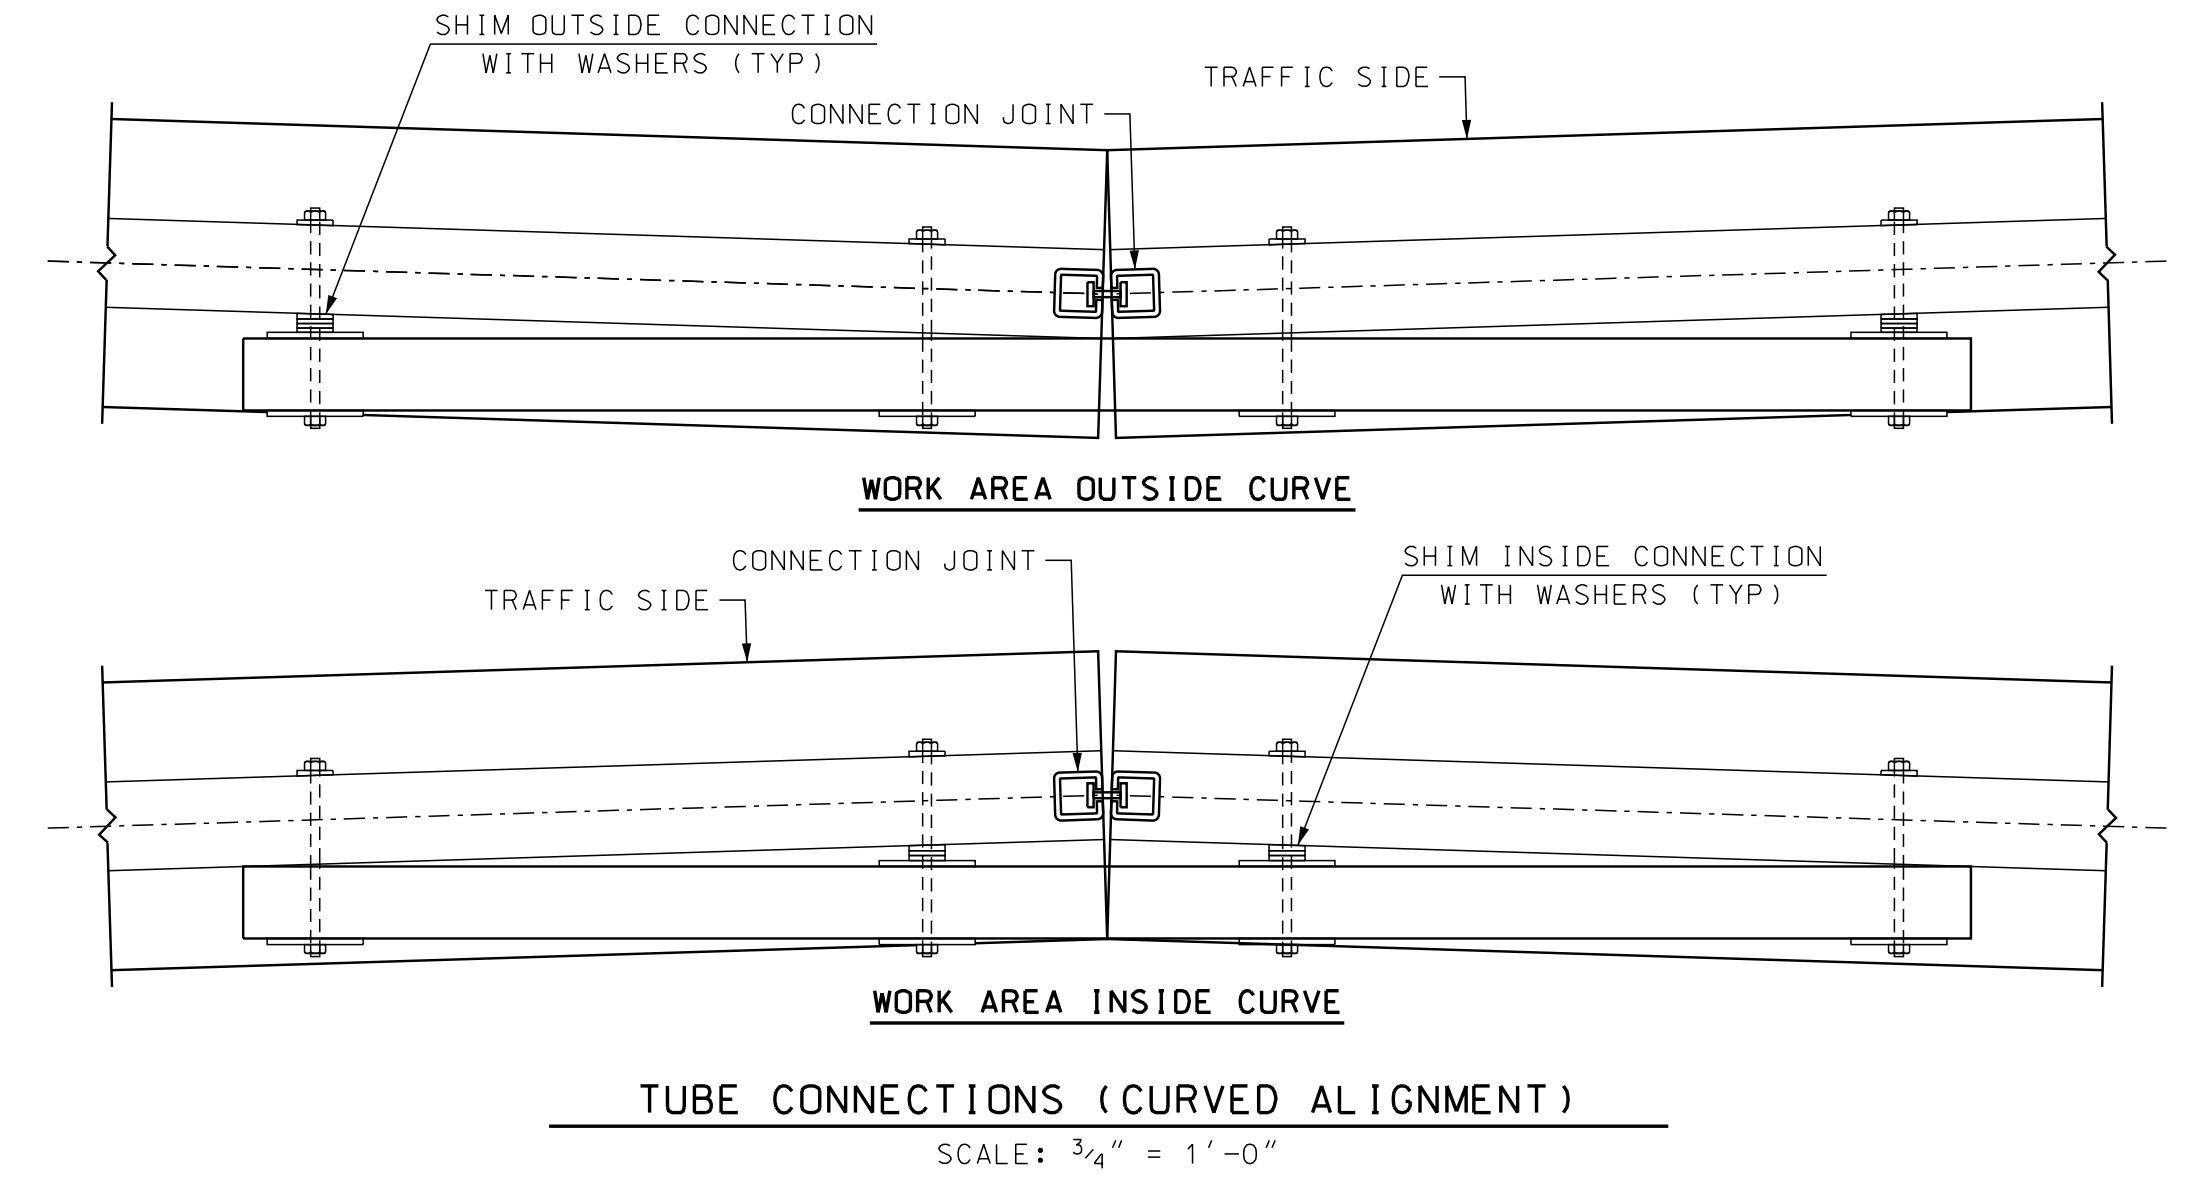 SHIM OUTSIDE CONNECTION
WITH WASHERS (TYP)
TRAFFIC SIDE
CONNECTION JOINT
WORK AREA OUTSIDE CURVE
CONNECTION JOINT
SHIM INSIDE CONNECTION
WITH WASHERS (TYP)
TRAFFIC SIDE
WORK AREA INSIDE CURVE
TUBE CONNECTIONS (CURVED ALIGNMENT)
SCALE: 3/4" = 1'-0"